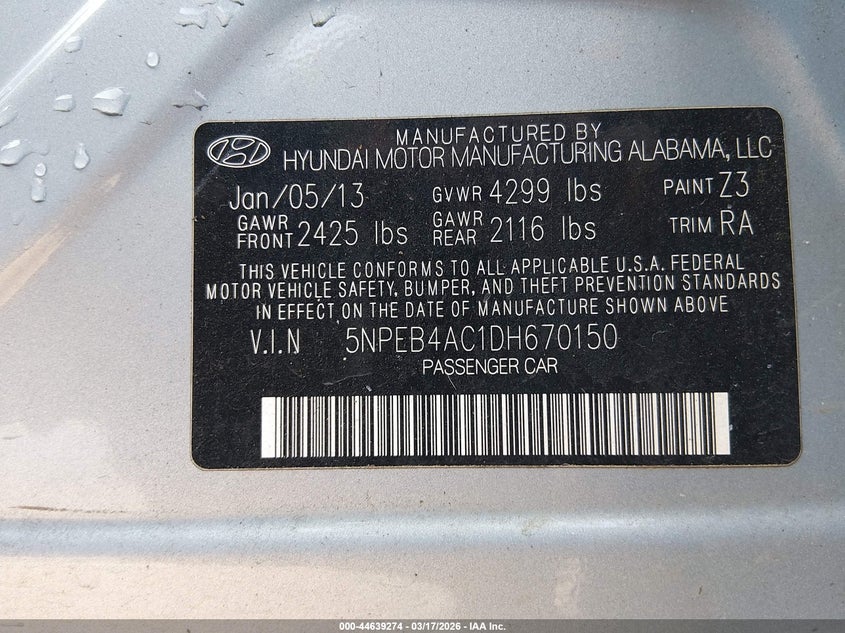 MANUFACTURED BY
HYUNDAI MOTOR MANUFACTURING ALABAMA, LLC
Jan/05/13 GVWR 4299 lbs PAINT Z3
GAWR FRONT 2425 lbs GAWR REAR 2116 lbs TRIM RA
THIS VEHICLE CONFORMS TO ALL APPLICABLE U.S.A. FEDERAL
MOTOR VEHICLE SAFETY, BUMPER, AND THEFT PREVENTION STANDARDS
IN EFFECT ON THE DATE OF MANUFACTURE SHOWN ABOVE
V.I.N 5NPEB4AC1DH670150
PASSENGER CAR
000-44639274 - 03/17/2026 - IAA Inc.